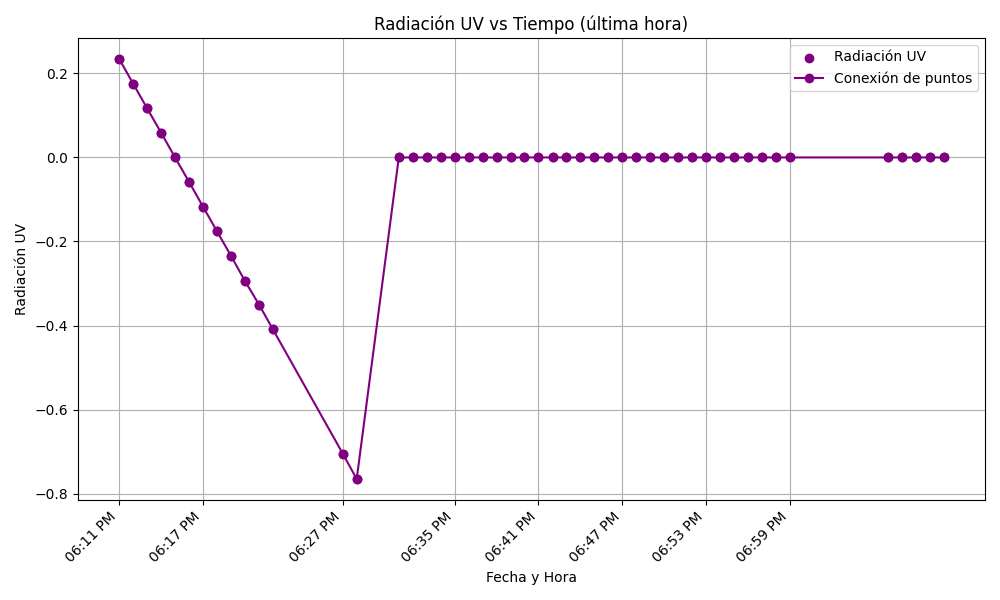 Radiación UV vs Tiempo (última hora)
Radiación UV
Conexión de puntos
Radiación UV
0.2
0.0
−0.2
−0.4
−0.6
−0.8
06:11 PM
06:17 PM
06:27 PM
06:35 PM
06:41 PM
06:47 PM
06:53 PM
06:59 PM
Fecha y Hora